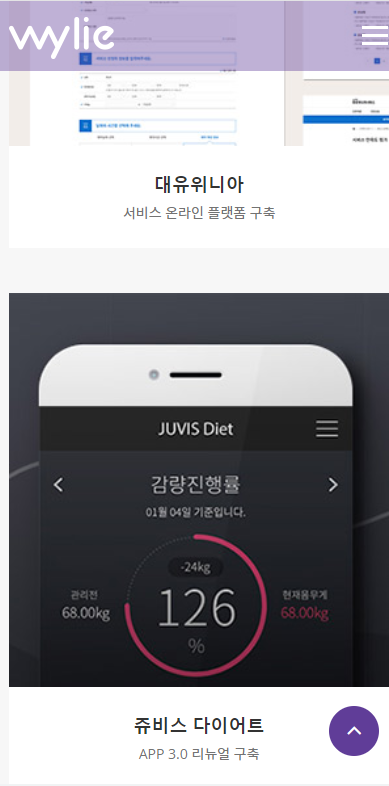 wylie
대유위니아
서비스 온라인 플랫폼 구축
JUVIS Diet
감량진행률
01월 04일 기준입니다.
-24kg
관리전
126
현재몸무게
68.00kg
68.00kg
%
쥬비스 다이어트
APP 3.0 리뉴얼 구축